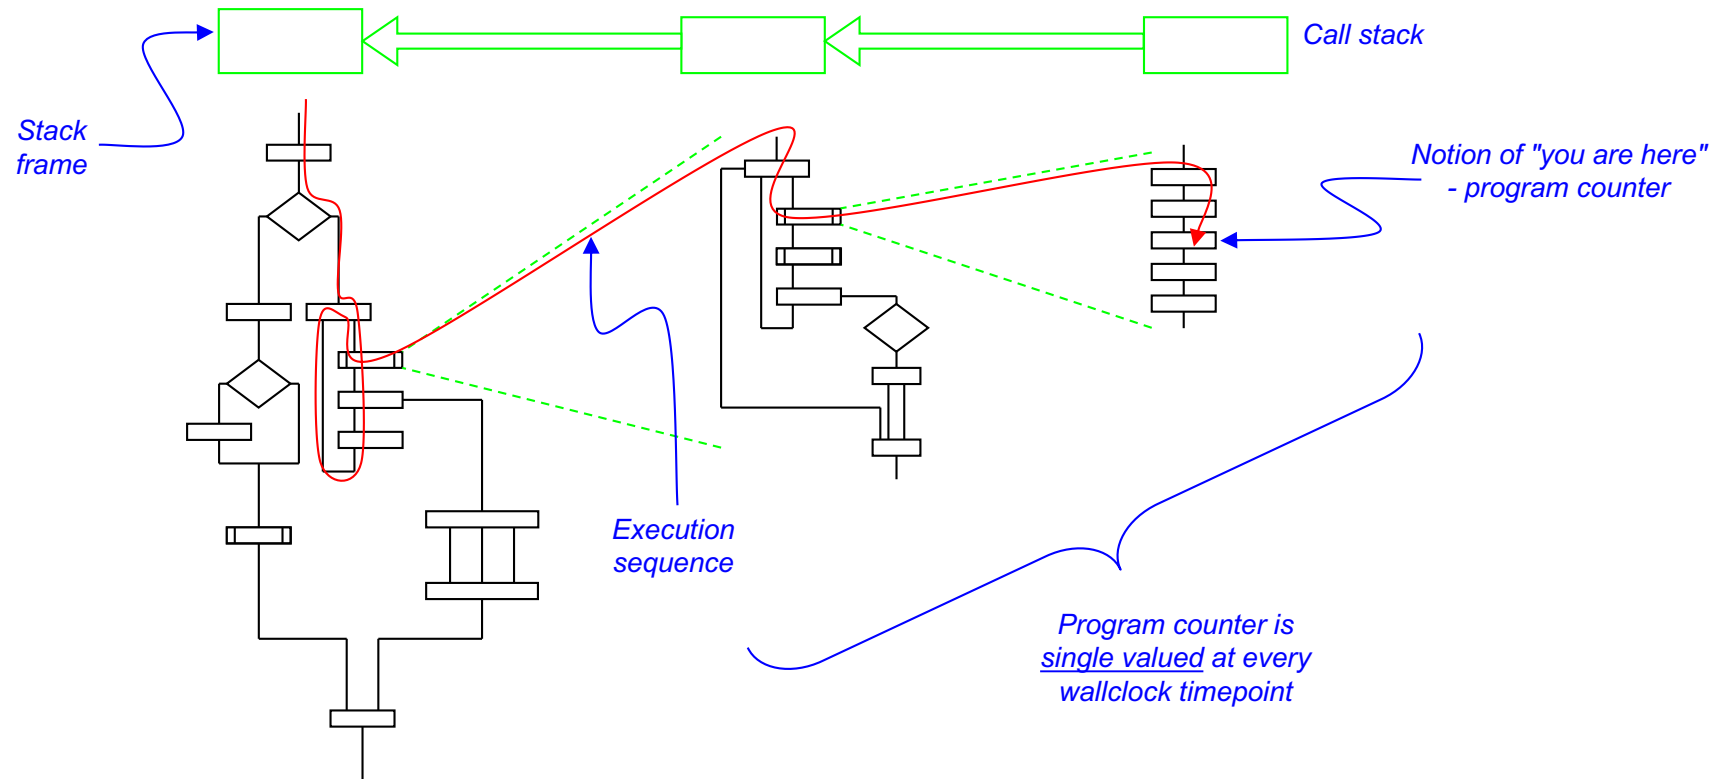 Call stack
Stack
frame
Notion of "you are here"
- program counter
Execution
sequence
Program counter is
single valued at every
wallclock timepoint